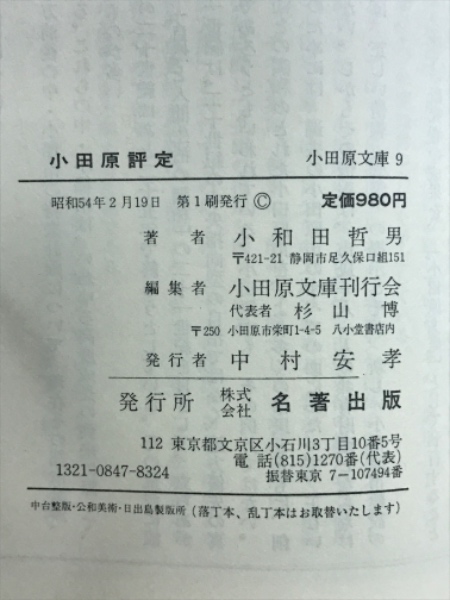 小田原評定　小田原文庫9
昭和54年2月19日　第1刷発行 ©　定価980円
著者　小和田哲男
〒421-21 静岡市足久保口組151
編集者　小田原文庫刊行会
代表者 杉山 博
〒250 小田原市栄町1-4-5 八小堂書店内
発行者　中村安孝
発行所　株式会社　名著出版
112 東京都文京区小石川3丁目10番5号
電話(815)1270番(代表)
1321-0847-8324　振替東京 7-107494番
中台整版・公和美術・日出島製版所（落丁本、乱丁本はお取替いたします）